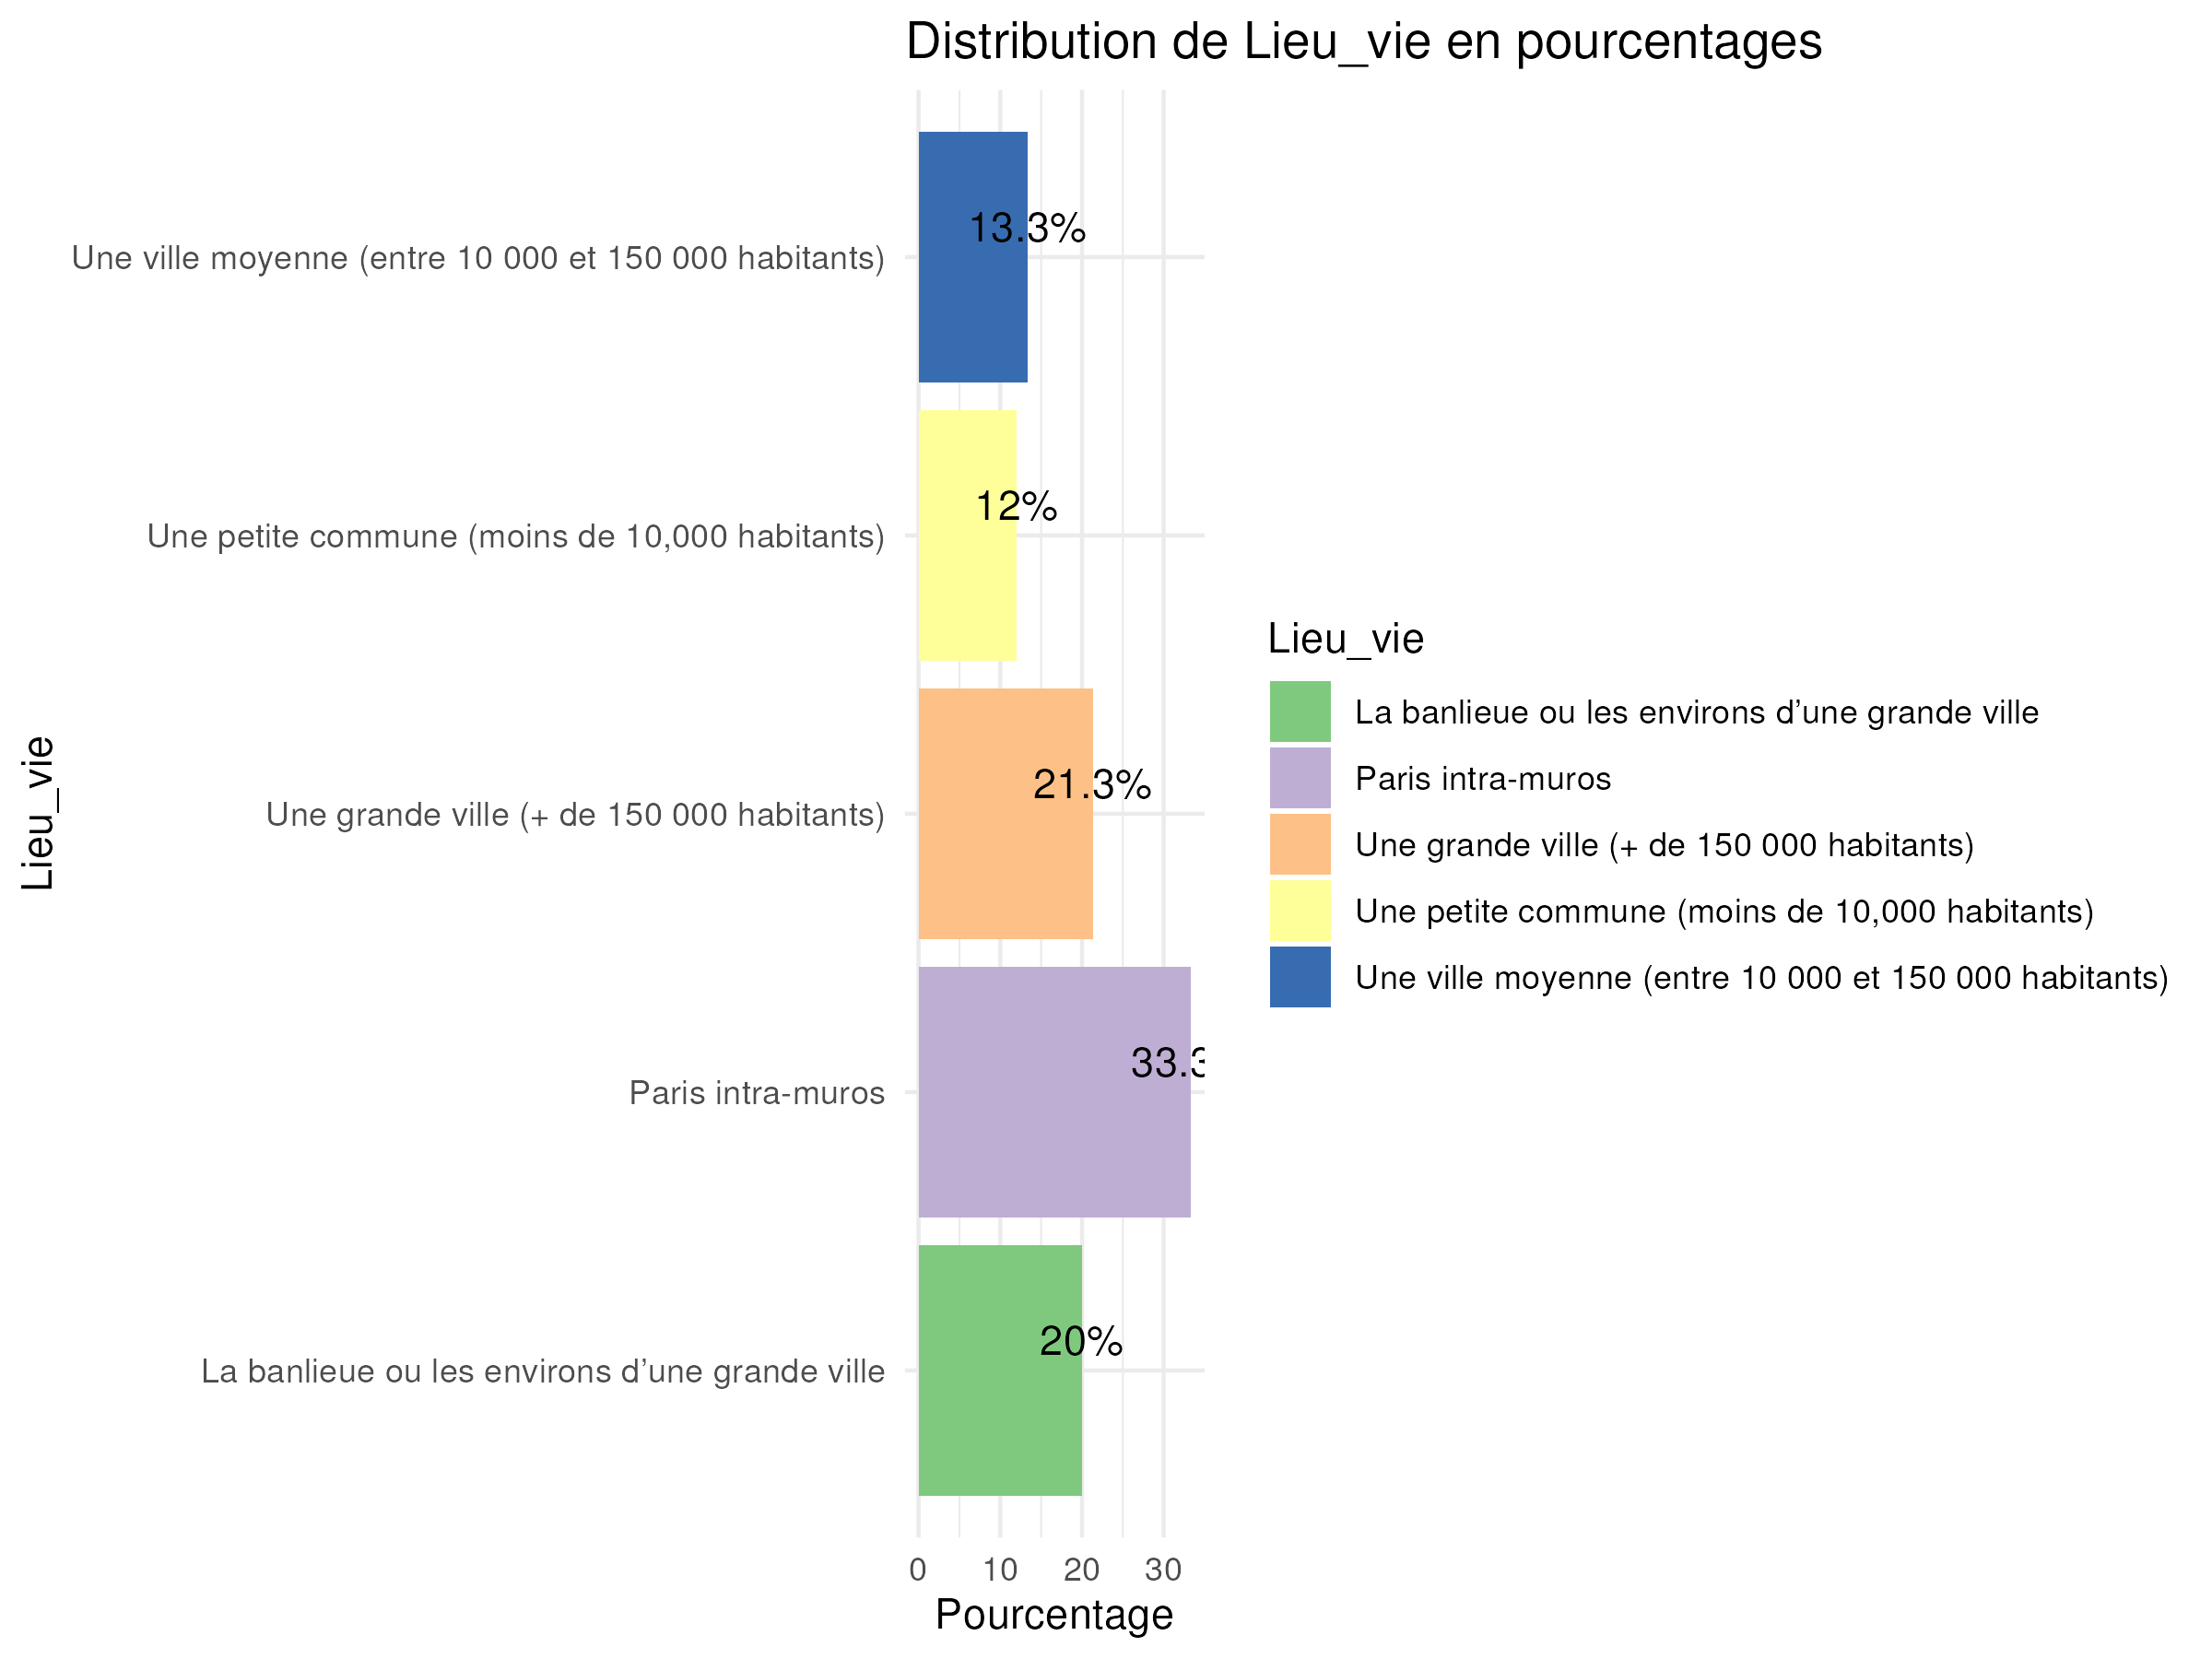 Distribution de Lieu_vie en pourcentages
Une ville moyenne (entre 10 000 et 150 000 habitants)
13.3%
Une petite commune (moins de 10,000 habitants)
12%
Une grande ville (+ de 150 000 habitants)
21.3%
Paris intra-muros
33.3
La banlieue ou les environs d’une grande ville
20%
Lieu_vie
0 10 20 30
Pourcentage
Lieu_vie
La banlieue ou les environs d’une grande ville
Paris intra-muros
Une grande ville (+ de 150 000 habitants)
Une petite commune (moins de 10,000 habitants)
Une ville moyenne (entre 10 000 et 150 000 habitants)